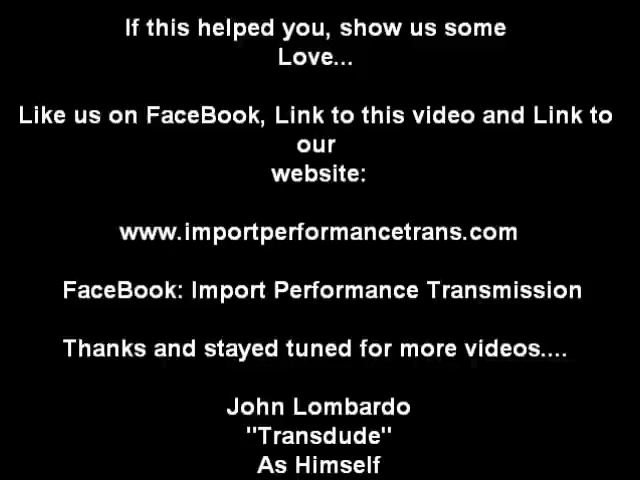 If this helped you, show us some
Love...
Like us on FaceBook, Link to this video and Link to
our
website:
www.importperformancetrans.com
FaceBook: Import Performance Transmission
Thanks and stayed tuned for more videos....
John Lombardo
"Transdude"
As Himself